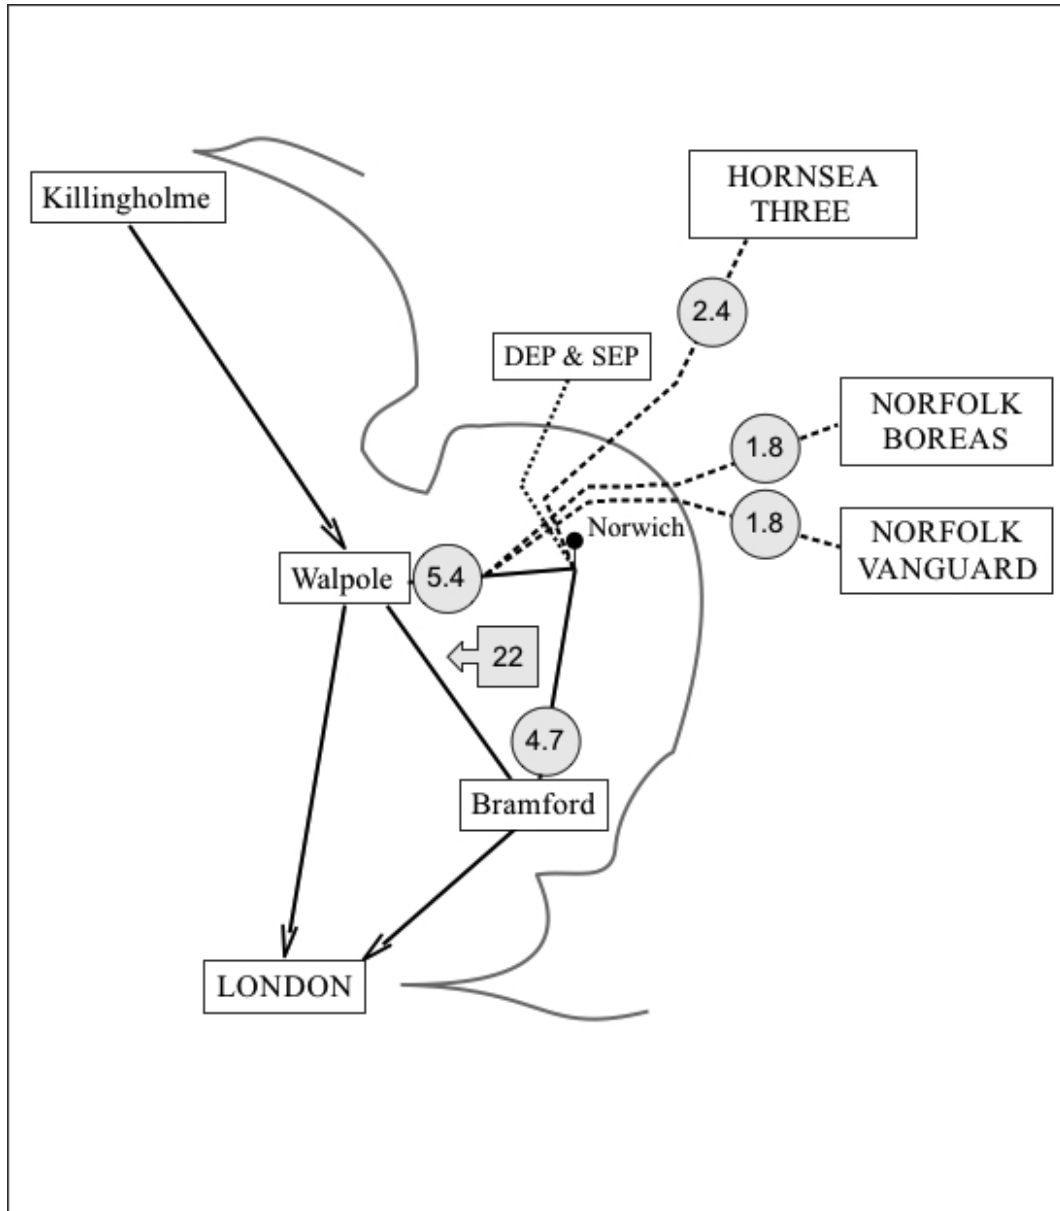 Killingholme
HORNSEA
THREE
2.4
DEP & SEP
NORFOLK
BOREAS
1.8
1.8
Norwich
NORFOLK
VANGUARD
Walpole
5.4
22
4.7
Bramford
LONDON